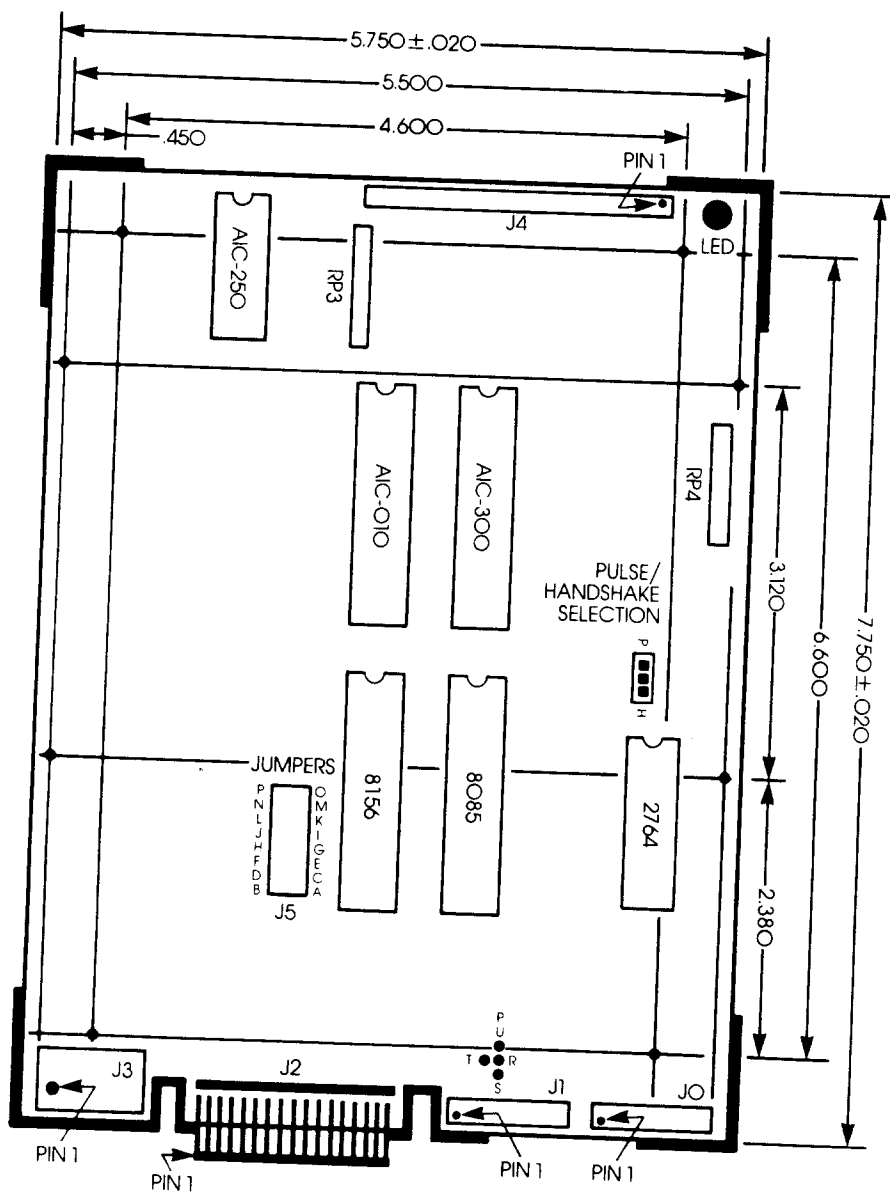 5.750±.020
5.500
4.600
.450
PIN 1
J4
LED
AIC-250
RP3
AIC-010
AIC-300
RP4
PULSE/
HANDSHAKE
SELECTION
P
H
3.120
6.600
7.750±.020
2.380
JUMPERS
P O
N M
L K
J I
H G
F E
D C
B A
J5
8156
8085
2764
P
U
T R
S
J3
J2
J1
J0
PIN 1
PIN 1
PIN 1
PIN 1